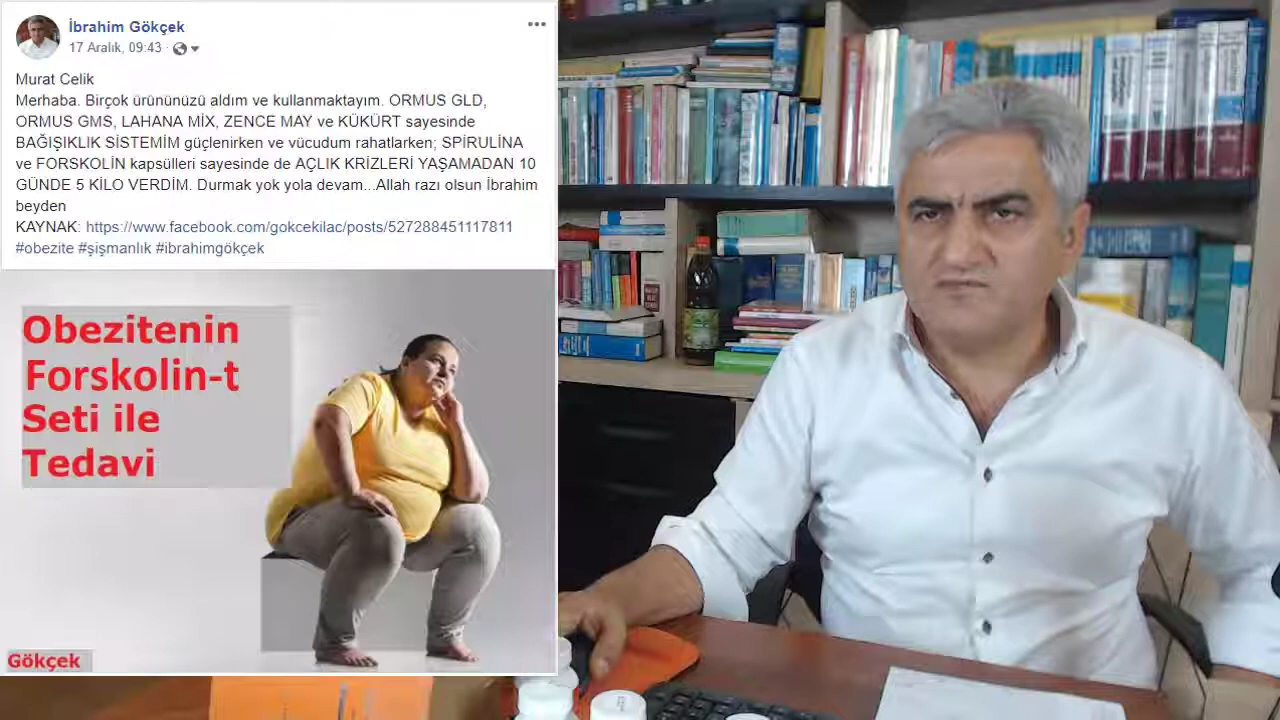 İbrahim Gökçek
17 Aralık, 09:43
Murat Celik
Merhaba. Birçok ürününüzü aldım ve kullanmaktayım. ORMUS GLD,
ORMUS GMS, LAHANA MİX, ZENCE MAY ve KÜKÜRT sayesinde
BAĞIŞIKLIK SİSTEMİM güçlenirken ve vücudum rahatlarken; SPİRULİNA
ve FORSKOLİN kapsülleri sayesinde de AÇLIK KRİZLERİ YAŞAMADAN 10
GÜNDE 5 KİLO VERDİM. Durmak yok yola devam...Allah razı olsun İbrahim
beyden
KAYNAK: https://www.facebook.com/gokcekilac/posts/527288451117811
#obezite #şişmanlık #ibrahimgökçek
Obezitenin
Forskolin-t
Seti ile
Tedavi
Gökçek